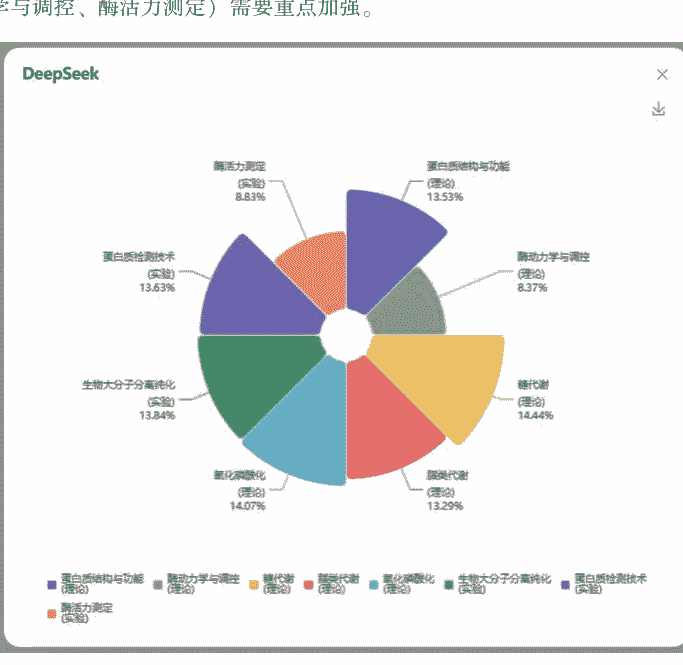 学与调控、酶活力测定）需要重点加强。
DeepSeek
酶活力测定
(实验)
8.83%
蛋白质结构与功能
(理论)
13.53%
蛋白质检测技术
(实验)
13.63%
酶动力学与调控
(理论)
8.37%
生物大分子分离纯化
(实验)
13.84%
糖代谢
(理论)
14.44%
氧化磷酸化
(理论)
14.07%
脂类代谢
(理论)
13.29%
蛋白质结构与功能 酶动力学与调控 糖代谢 脂类代谢 氧化磷酸化 生物大分子分离纯化 蛋白质检测技术
(理论) (理论) (理论) (理论) (理论) (实验) (实验)
酶活力测定
(实验)